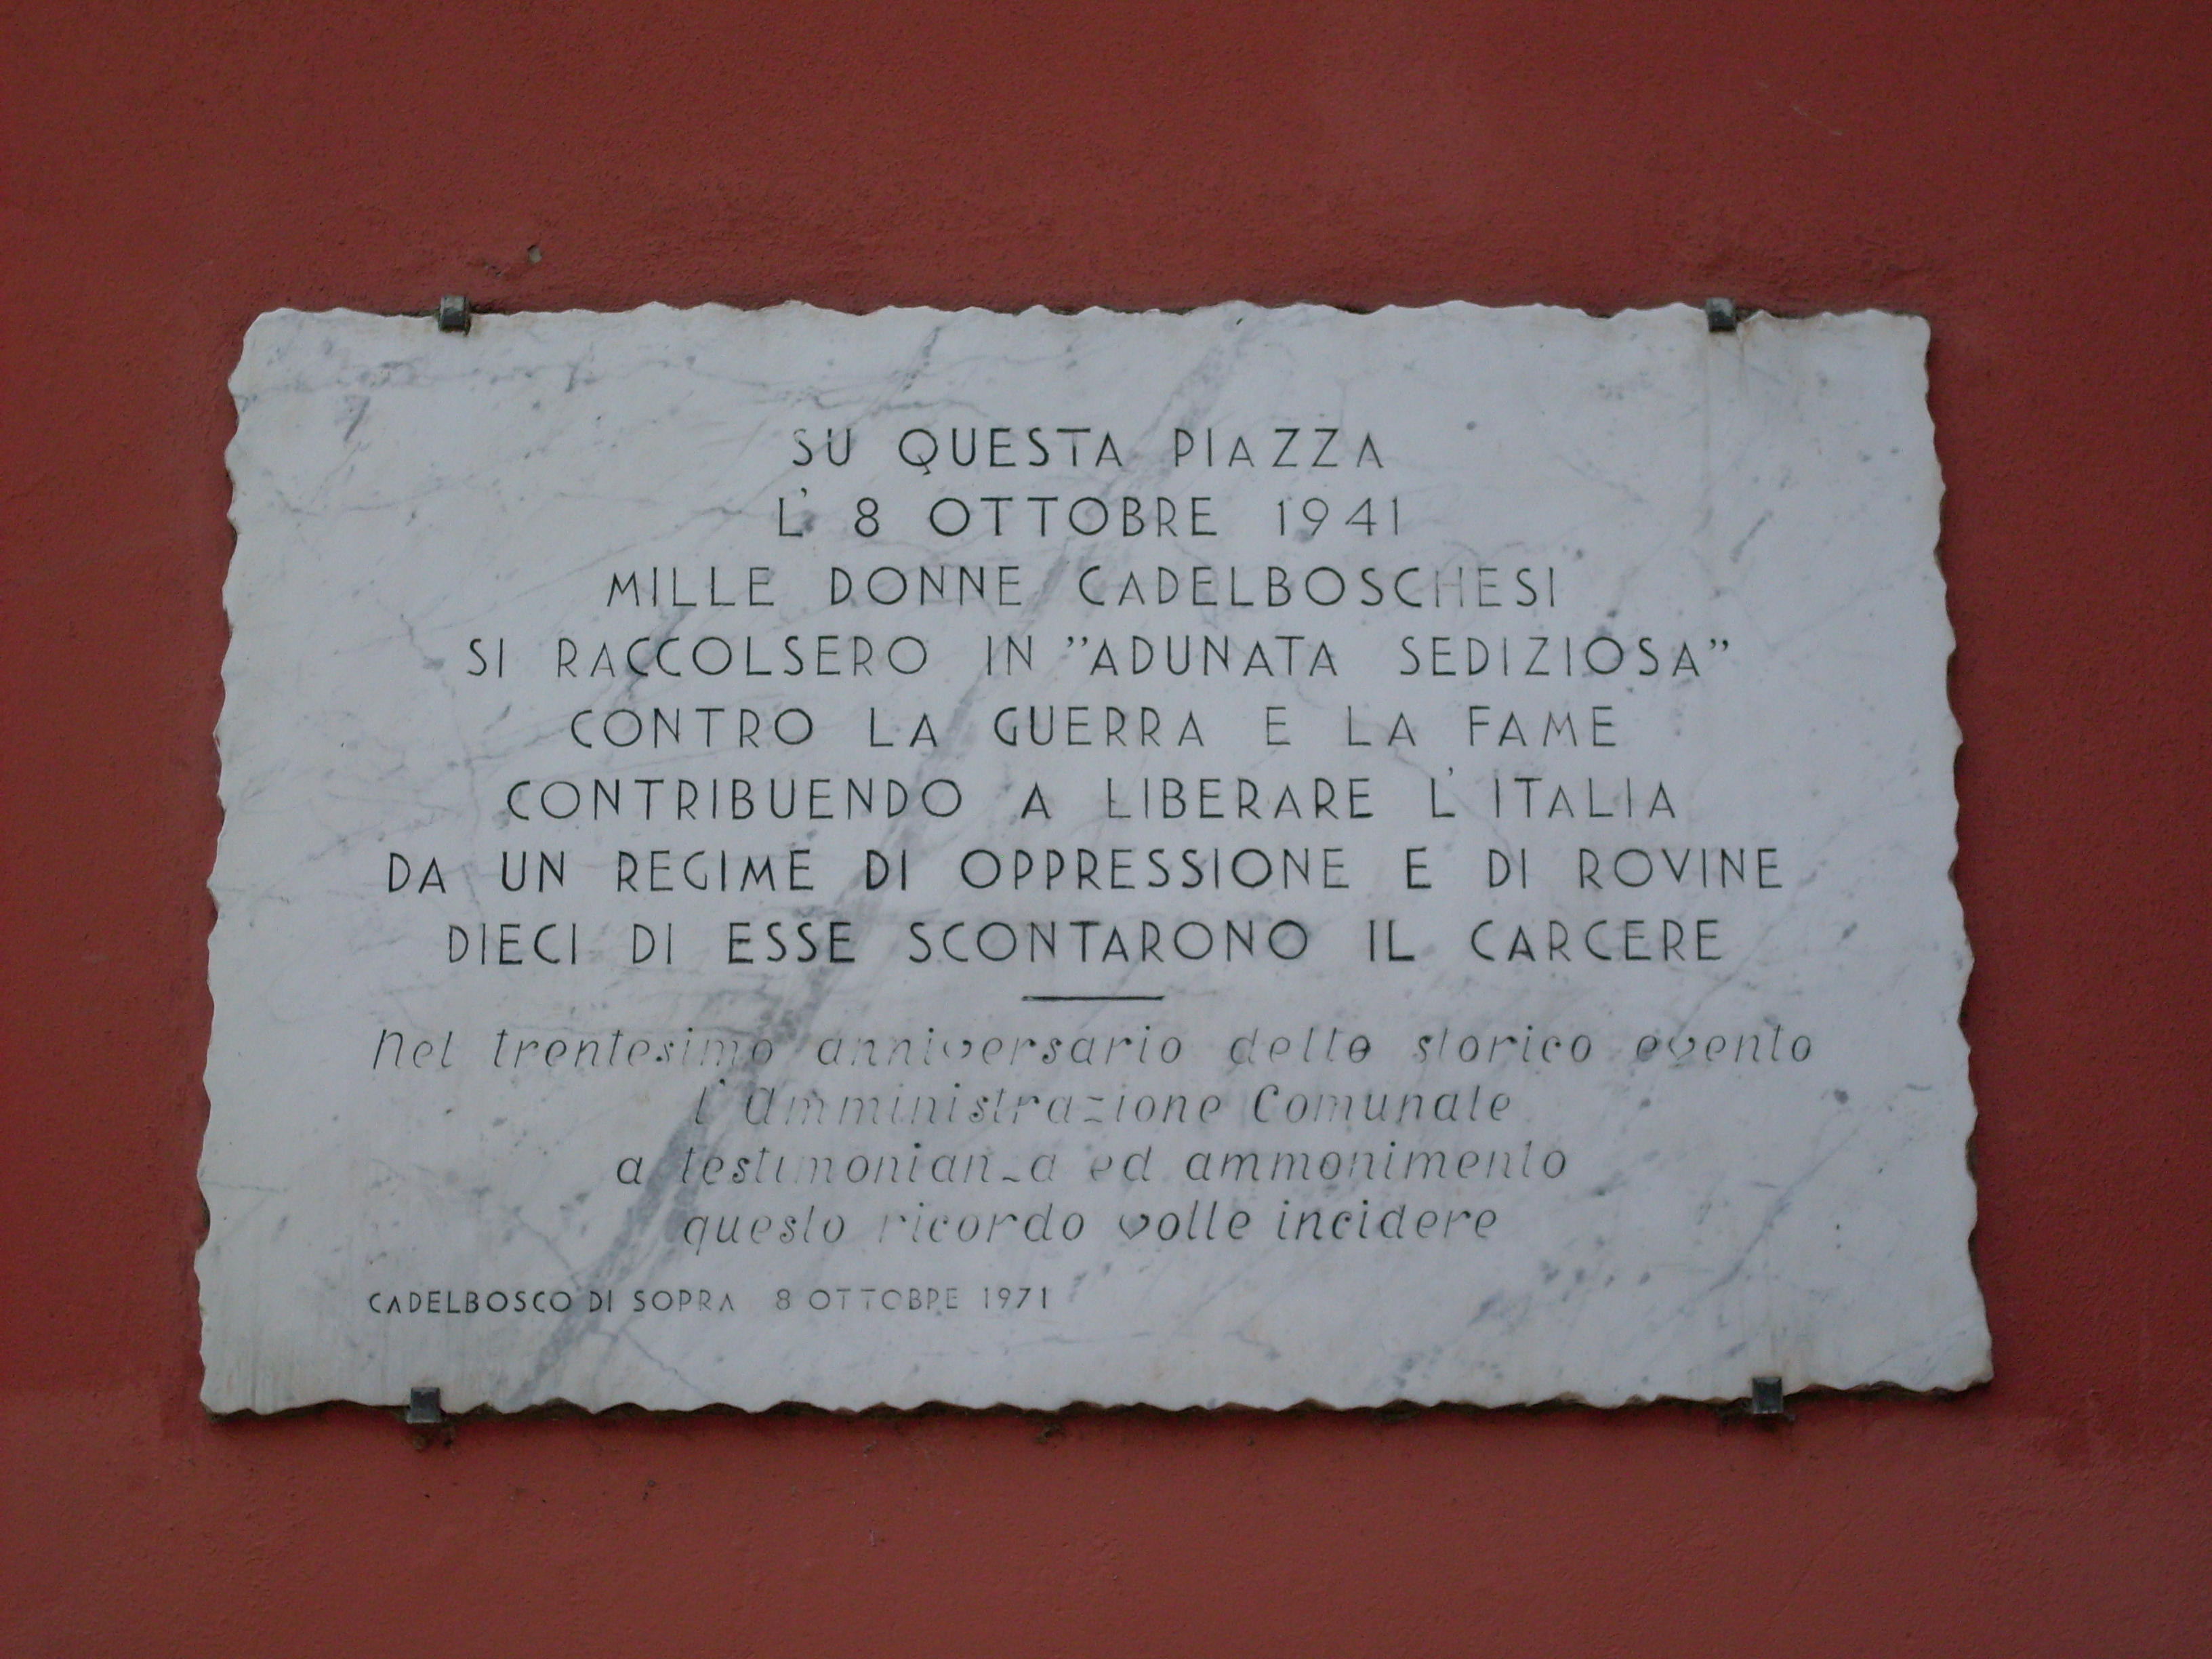 SU QUESTA PIAZZA
L' 8 OTTOBRE 1941
MILLE DONNE CADELBOSCHESI
SI RACCOLSERO IN "ADUNATA SEDIZIOSA"
CONTRO LA GUERRA E LA FAME
CONTRIBUENDO A LIBERARE L'ITALIA
DA UN REGIME DI OPPRESSIONE E DI ROVINE
DIECI DI ESSE SCONTARONO IL CARCERE
Nel trentesimo anniversario dello storico evento
l'Amministrazione Comunale
a testimonianza ed ammonimento
questo ricordo volle incidere
CADELBOSCO DI SOPRA 8 OTTOBRE 1971